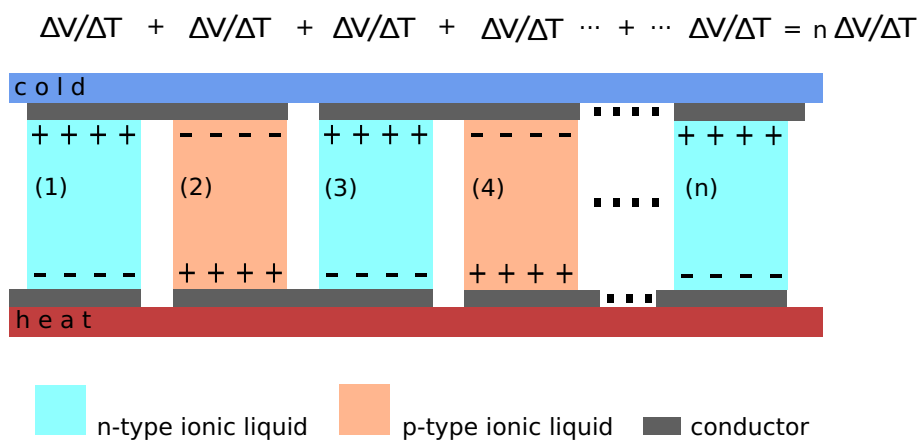 ΔV/ΔT + ΔV/ΔT + ΔV/ΔT + ΔV/ΔT ··· + ··· ΔV/ΔT = n ΔV/ΔT
cold
+ + + + - - - - + + + + - - - - + + + +
(1) (2) (3) (4) (n)
- - - - + + + + - - - - + + + + - - - -
heat
n-type ionic liquid p-type ionic liquid conductor